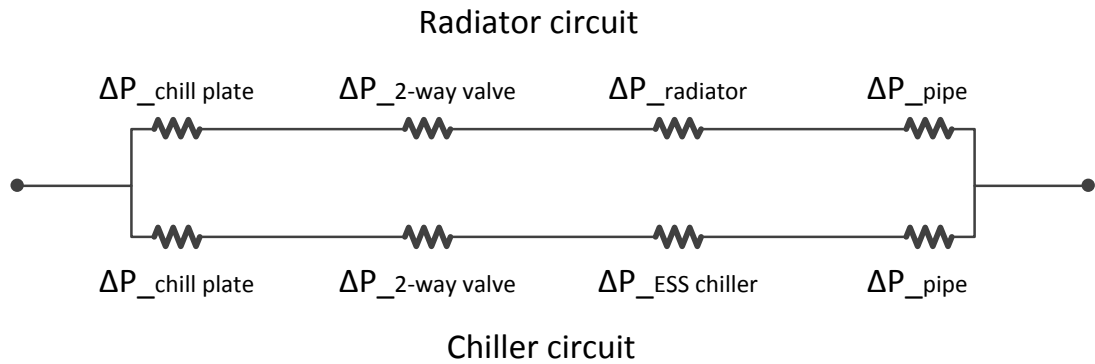 Radiator circuit
ΔP_chill plate ΔP_2-way valve ΔP_radiator ΔP_pipe
ΔP_chill plate ΔP_2-way valve ΔP_ESS chiller ΔP_pipe
Chiller circuit